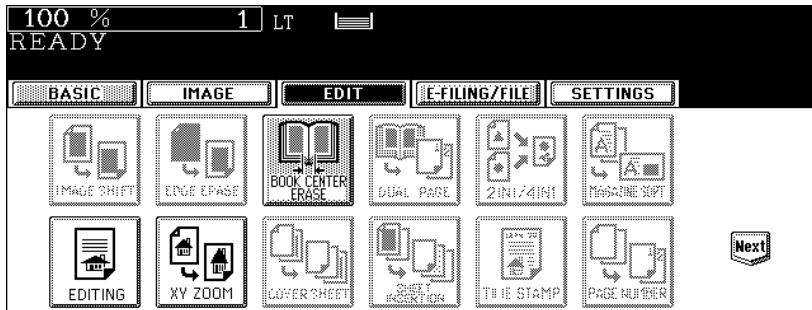 100 % 1 LT
READY
BASIC IMAGE EDIT E-FILING/FILE SETTINGS
IMAGE SHIFT EDGE ERASE BOOK CENTER ERASE DUAL PAGE 2IN1/4IN1 MAGAZINE SORT
EDITING XY ZOOM COVER SHEET SHEET INSERTION TIME STAMP PAGE NUMBER
Next